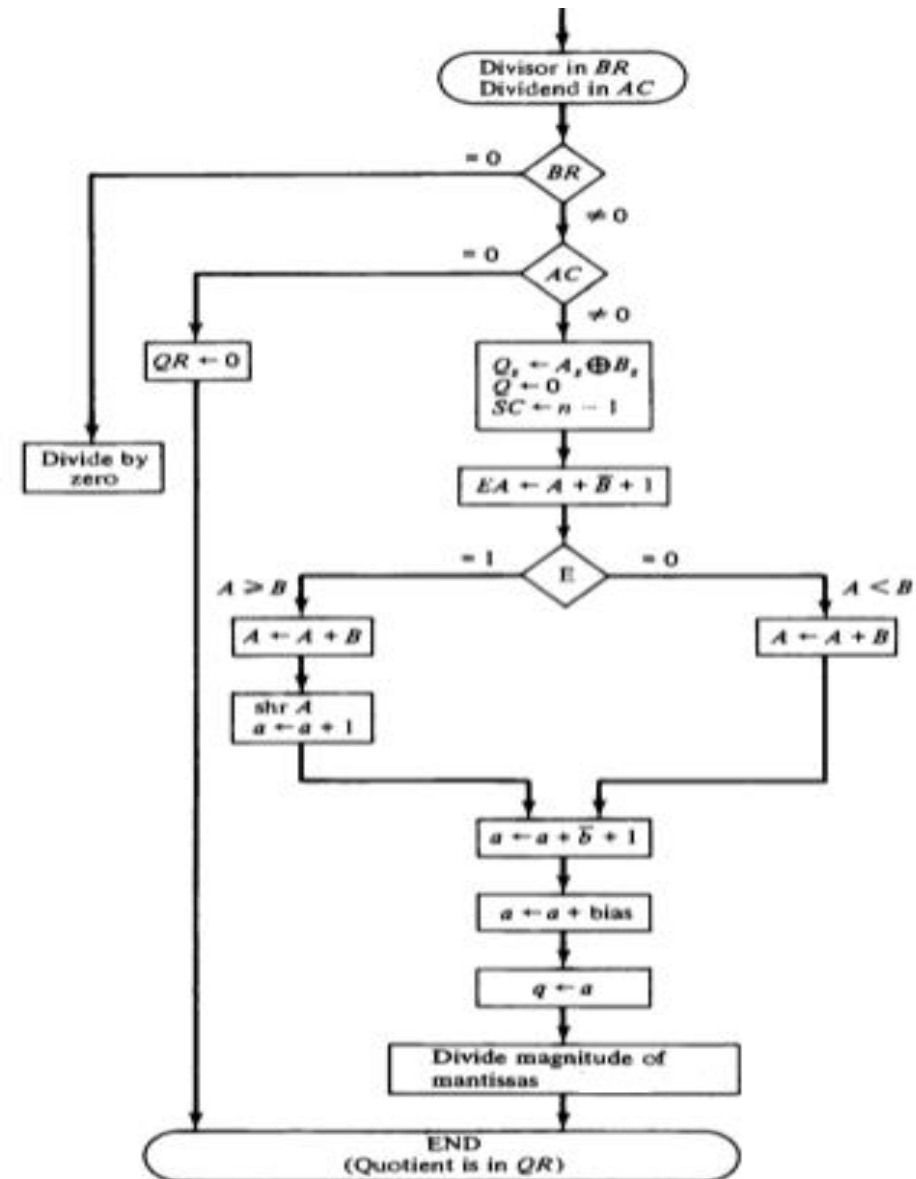 Divisor in BR
Dividend in AC
= 0
BR
≠ 0
= 0
AC
≠ 0
QR ← 0
Qₛ ← Aₛ ⊕ Bₛ
Q ← 0
SC ← n − 1
Divide by
zero
EA ← A + B̅ + 1
= 1
E
= 0
A ⩾ B
A < B
A ← A + B
A ← A + B
shr A
a ← a + 1
a ← a + b̅ + 1
a ← a + bias
q ← a
Divide magnitude of
mantissas
END
(Quotient is in QR)